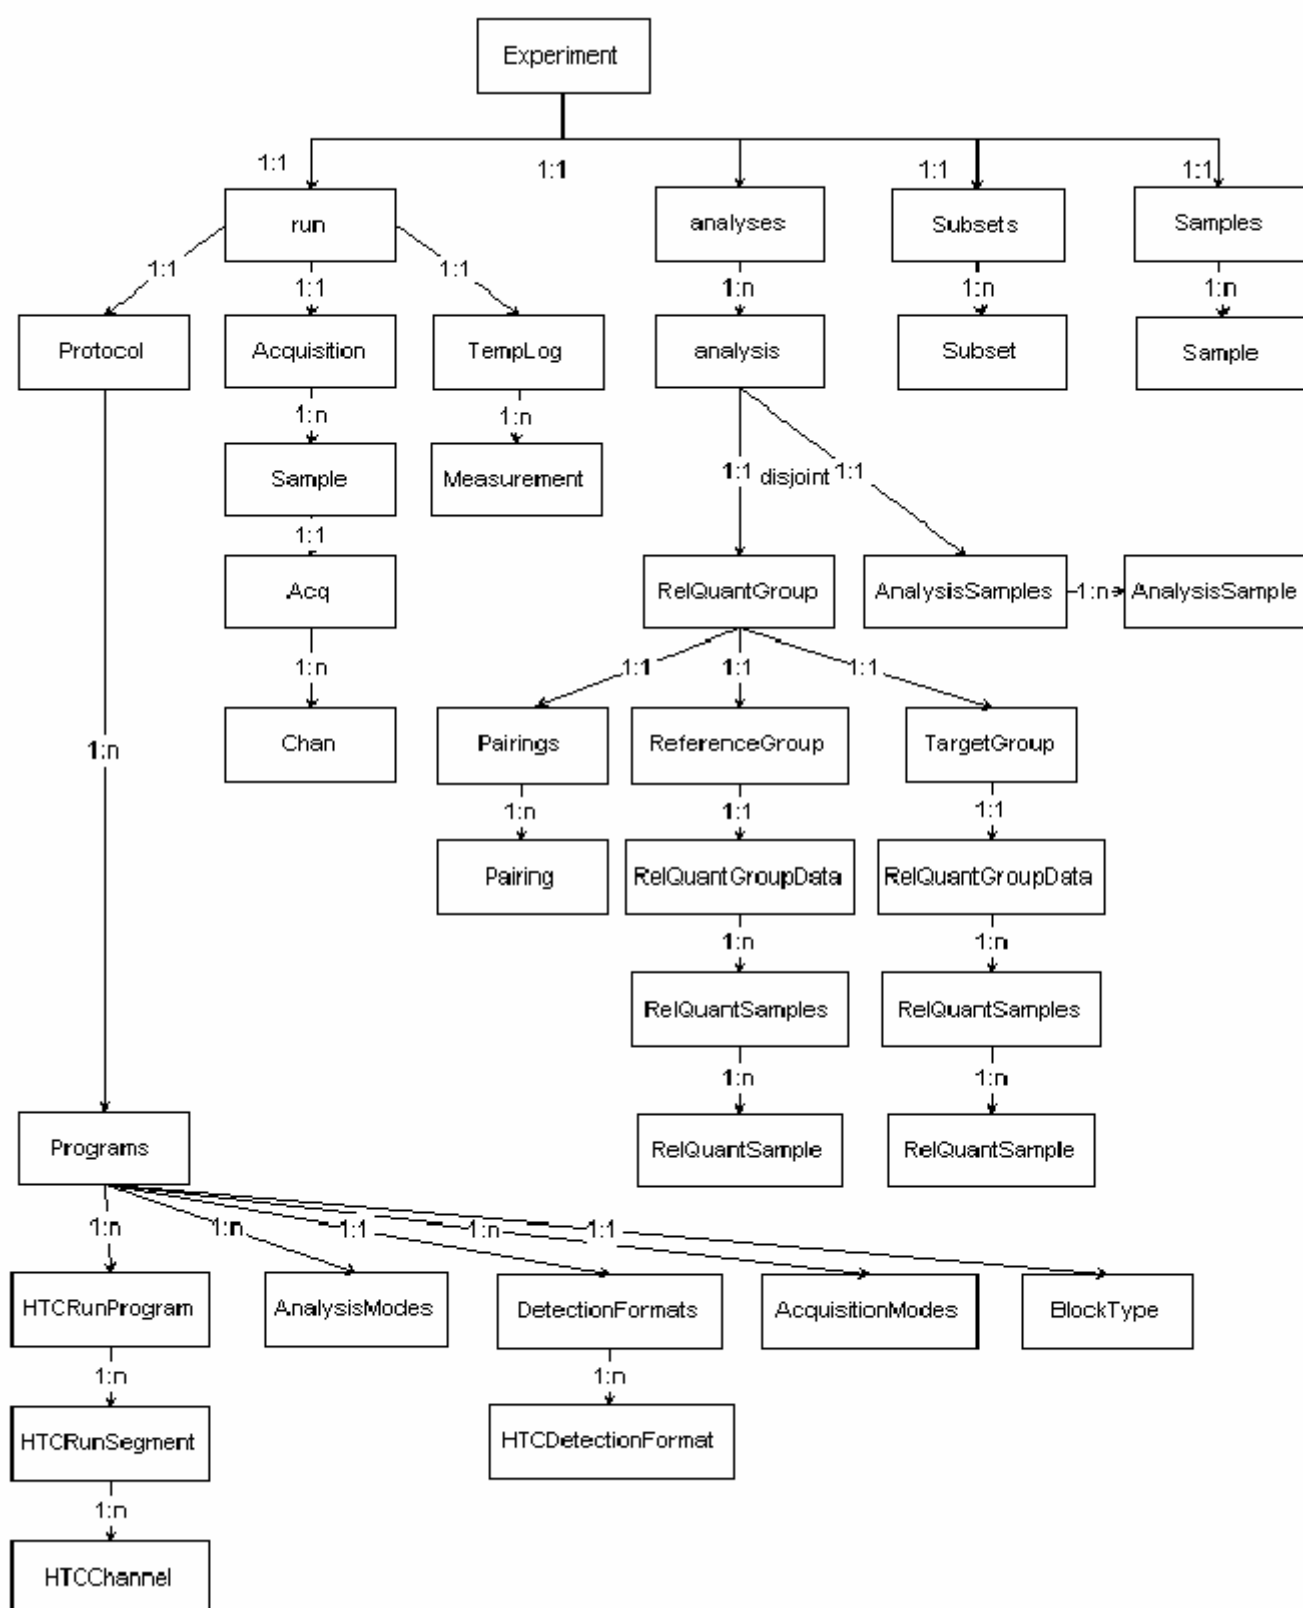 Experiment
1:1 1:1 1:1 1:1
run analyses Subsets Samples
1:1 1:1 1:1 1:n 1:n 1:n
Protocol Acquisition TempLog analysis Subset Sample
1:n 1:n
Sample Measurement 1:1 disjoint 1:1
1:1
Acq RelQuantGroup AnalysisSamples 1:n AnalysisSample
1:n 1:1 1:1 1:1
1:n Chan Pairings ReferenceGroup TargetGroup
1:n 1:1 1:1
Pairing RelQuantGroupData RelQuantGroupData
1:n 1:n
RelQuantSamples RelQuantSamples
1:n 1:n
Programs RelQuantSample RelQuantSample
1:n 1:n 1:1 1:n 1:1
HTCRunProgram AnalysisModes DetectionFormats AcquisitionModes BlockType
1:n 1:n
HTCRunSegment HTCDetectionFormat
1:n
HTCChannel